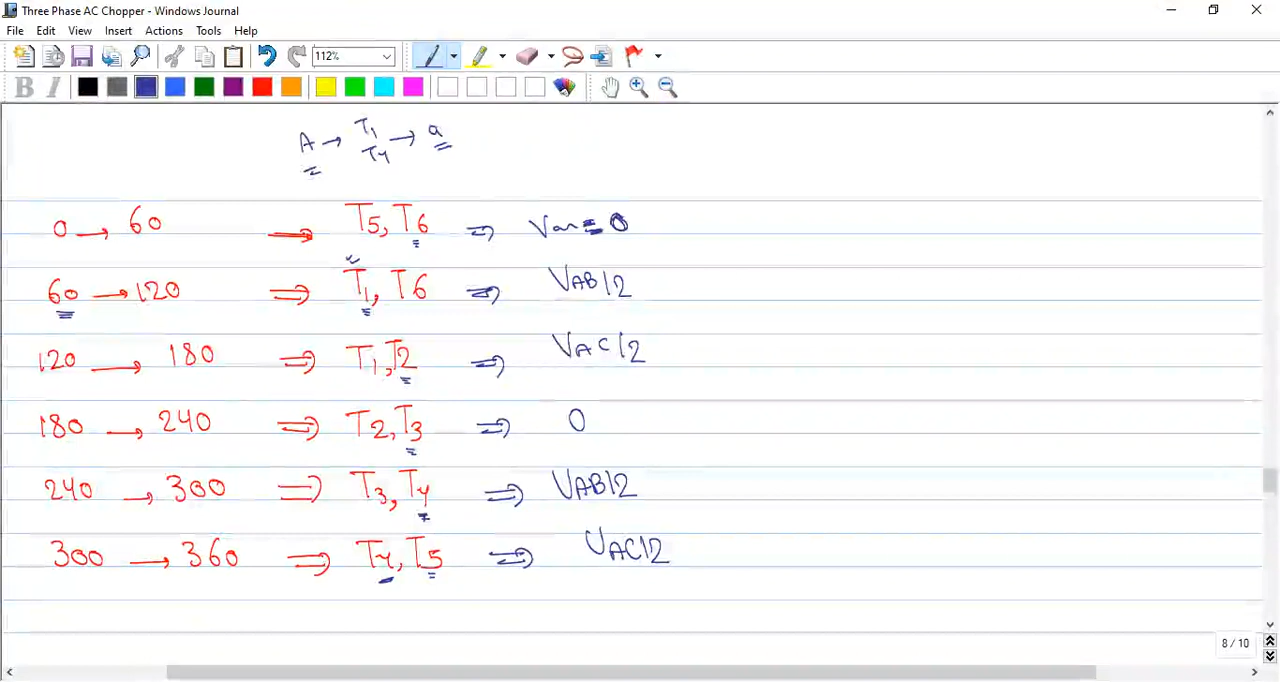 Three Phase AC Chopper - Windows Journal
File Edit View Insert Actions Tools Help
112%
B I
A → T1 / T4 → a
0 → 60 → T5, T6 ⇒ Van = 0
60 → 120 ⇒ T1, T6 ⇒ VAB/2
120 → 180 ⇒ T1, T2 ⇒ VAC/2
180 → 240 ⇒ T2, T3 ⇒ 0
240 → 300 ⇒ T3, T4 ⇒ VAB/2
300 → 360 ⇒ T4, T5 ⇒ VAC/2
8 / 10